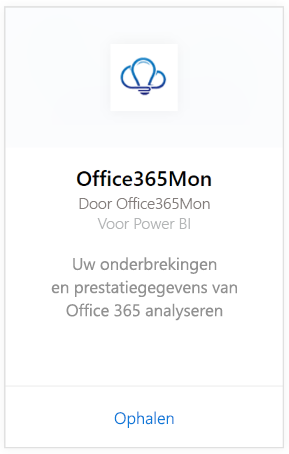 Office365Mon
Door Office365Mon
Voor Power BI
Uw onderbrekingen
en prestatiegegevens van
Office 365 analyseren
Ophalen